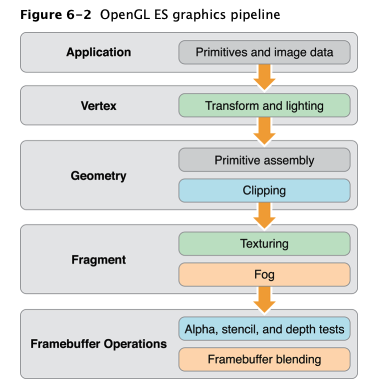 Figure 6-2 OpenGL ES graphics pipeline
Application
Primitives and image data
Vertex
Transform and lighting
Geometry
Primitive assembly
Clipping
Fragment
Texturing
Fog
Framebuffer Operations
Alpha, stencil, and depth tests
Framebuffer blending